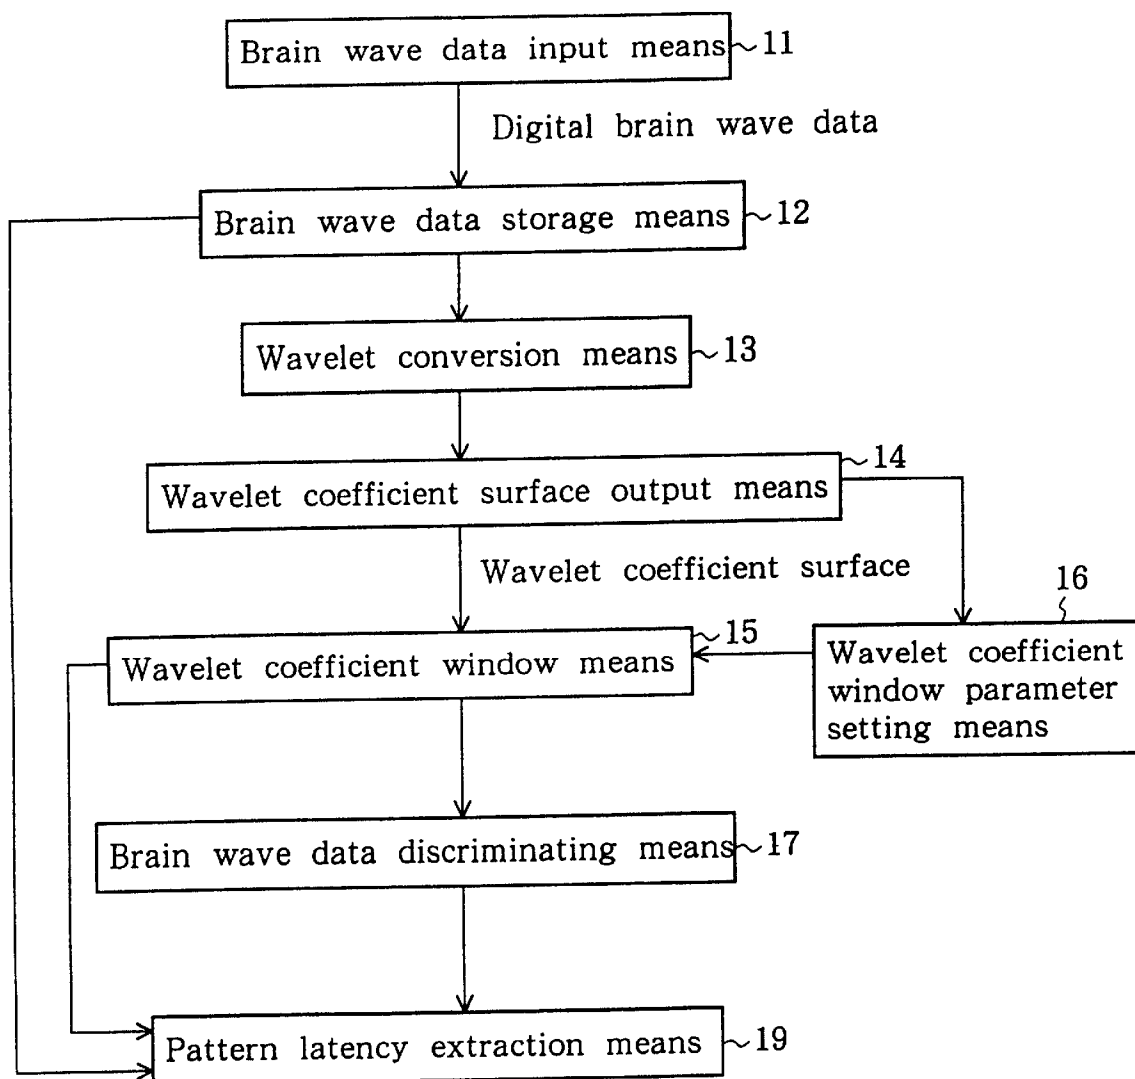 Brain wave data input means 11
Digital brain wave data
Brain wave data storage means 12
Wavelet conversion means 13
Wavelet coefficient surface output means 14
Wavelet coefficient surface
16
Wavelet coefficient window means 15
Wavelet coefficient
window parameter
setting means
Brain wave data discriminating means 17
Pattern latency extraction means 19